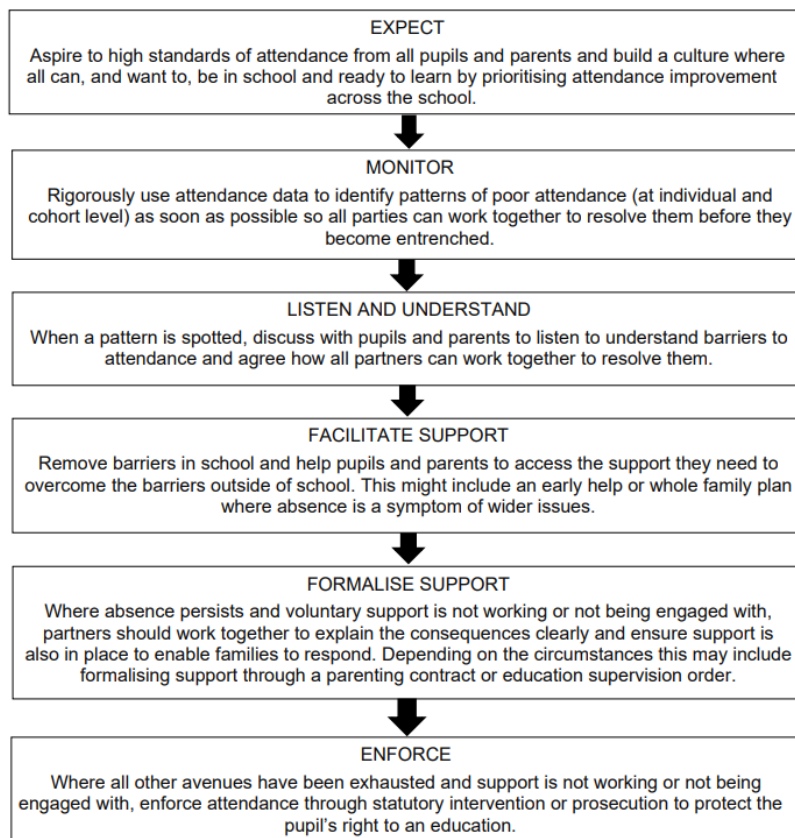 EXPECT
Aspire to high standards of attendance from all pupils and parents and build a culture where
all can, and want to, be in school and ready to learn by prioritising attendance improvement
across the school.
MONITOR
Rigorously use attendance data to identify patterns of poor attendance (at individual and
cohort level) as soon as possible so all parties can work together to resolve them before they
become entrenched.
LISTEN AND UNDERSTAND
When a pattern is spotted, discuss with pupils and parents to listen to understand barriers to
attendance and agree how all partners can work together to resolve them.
FACILITATE SUPPORT
Remove barriers in school and help pupils and parents to access the support they need to
overcome the barriers outside of school. This might include an early help or whole family plan
where absence is a symptom of wider issues.
FORMALISE SUPPORT
Where absence persists and voluntary support is not working or not being engaged with,
partners should work together to explain the consequences clearly and ensure support is
also in place to enable families to respond. Depending on the circumstances this may include
formalising support through a parenting contract or education supervision order.
ENFORCE
Where all other avenues have been exhausted and support is not working or not being
engaged with, enforce attendance through statutory intervention or prosecution to protect the
pupil's right to an education.